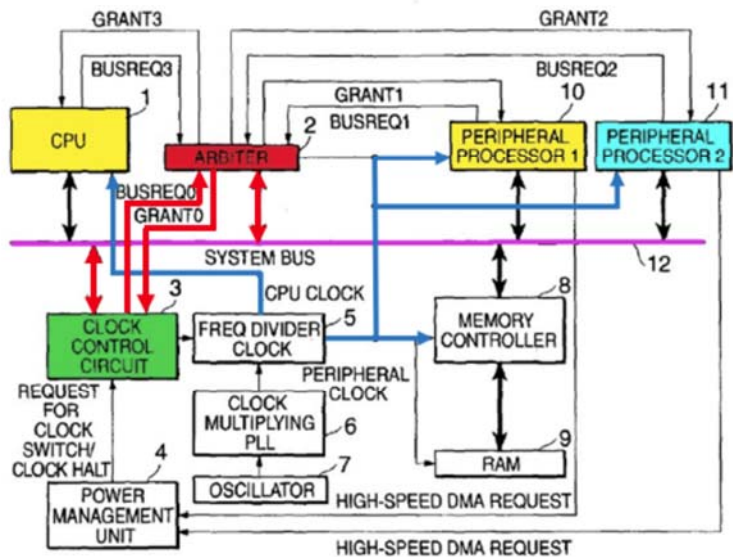 GRANT3
GRANT2
BUSREQ3
BUSREQ2
1
GRANT1
10
11
CPU
2
BUSREQ1
ARBITER
PERIPHERAL
PROCESSOR 1
PERIPHERAL
PROCESSOR 2
BUSREQ0
GRANT0
SYSTEM BUS
12
3
CPU CLOCK
8
CLOCK
CONTROL
CIRCUIT
5
FREQ DIVIDER
CLOCK
MEMORY
CONTROLLER
REQUEST
FOR
CLOCK
SWITCH/
CLOCK HALT
PERIPHERAL
CLOCK
CLOCK
MULTIPLYING
PLL
6
4
7
9
OSCILLATOR
RAM
POWER
MANAGEMENT
UNIT
HIGH-SPEED DMA REQUEST
HIGH-SPEED DMA REQUEST